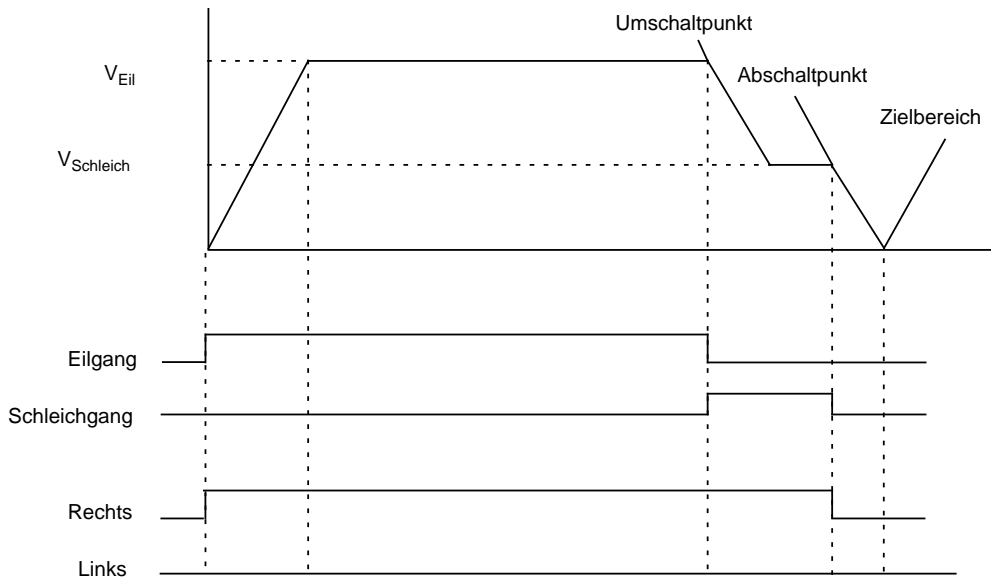 Umschaltpunkt
V_Eil
Abschaltpunkt
Zielbereich
V_Schleich
Eilgang
Schleichgang
Rechts
Links